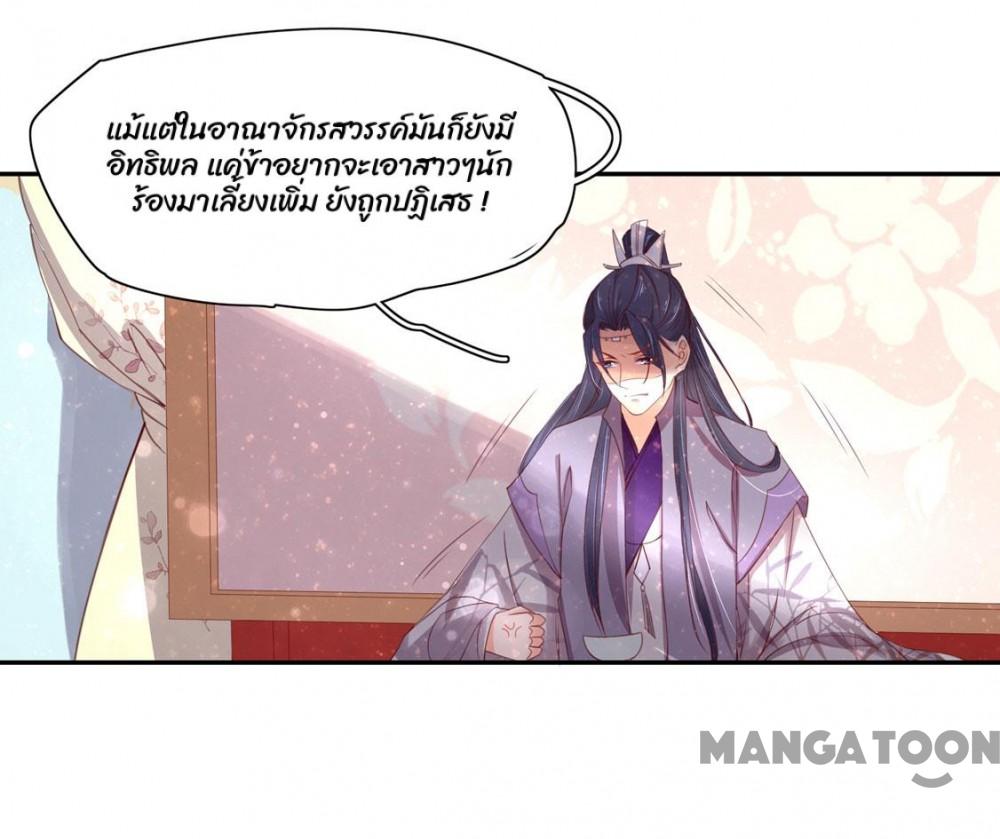 แม้แต่ในอาณาจักรสวรรค์มันก็ยังมี
อิทธิพล แค่ข้าอยากจะเอาสาวๆนัก
ร้องมาเลี้ยงเพิ่ม ยังถูกปฏิเสธ !
MANGA TOON